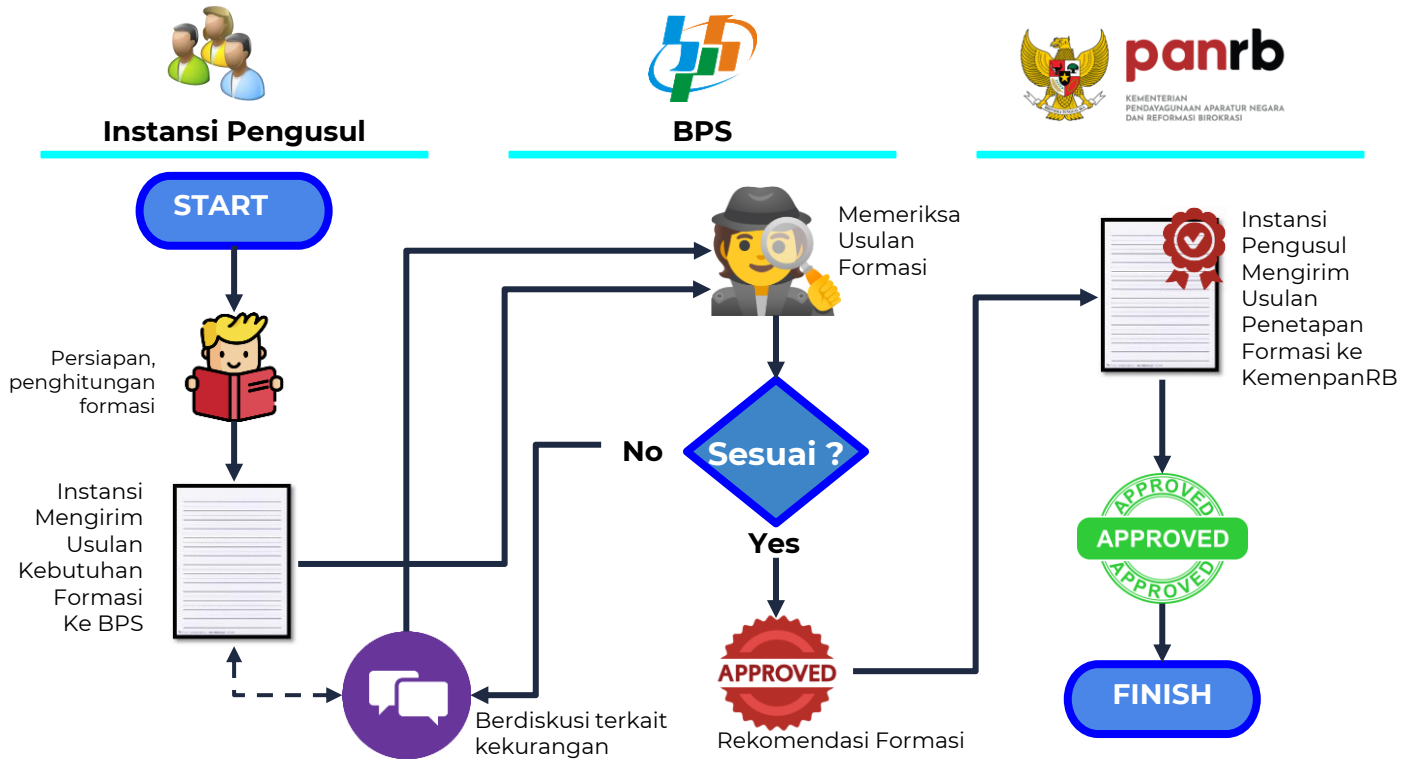 Instansi Pengusul
BPS
panrb
KEMENTERIAN
PENDAYAGUNAAN APARATUR NEGARA
DAN REFORMASI BIROKRASI
START
Persiapan,
penghitungan
formasi
Instansi
Mengirim
Usulan
Kebutuhan
Formasi
Ke BPS
Berdiskusi terkait
kekurangan
Memeriksa
Usulan
Formasi
Sesuai ?
No
Yes
APPROVED
Rekomendasi Formasi
Instansi
Pengusul
Mengirim
Usulan
Penetapan
Formasi ke
KemenpanRB
APPROVED
APPROVED
APPROVED
FINISH